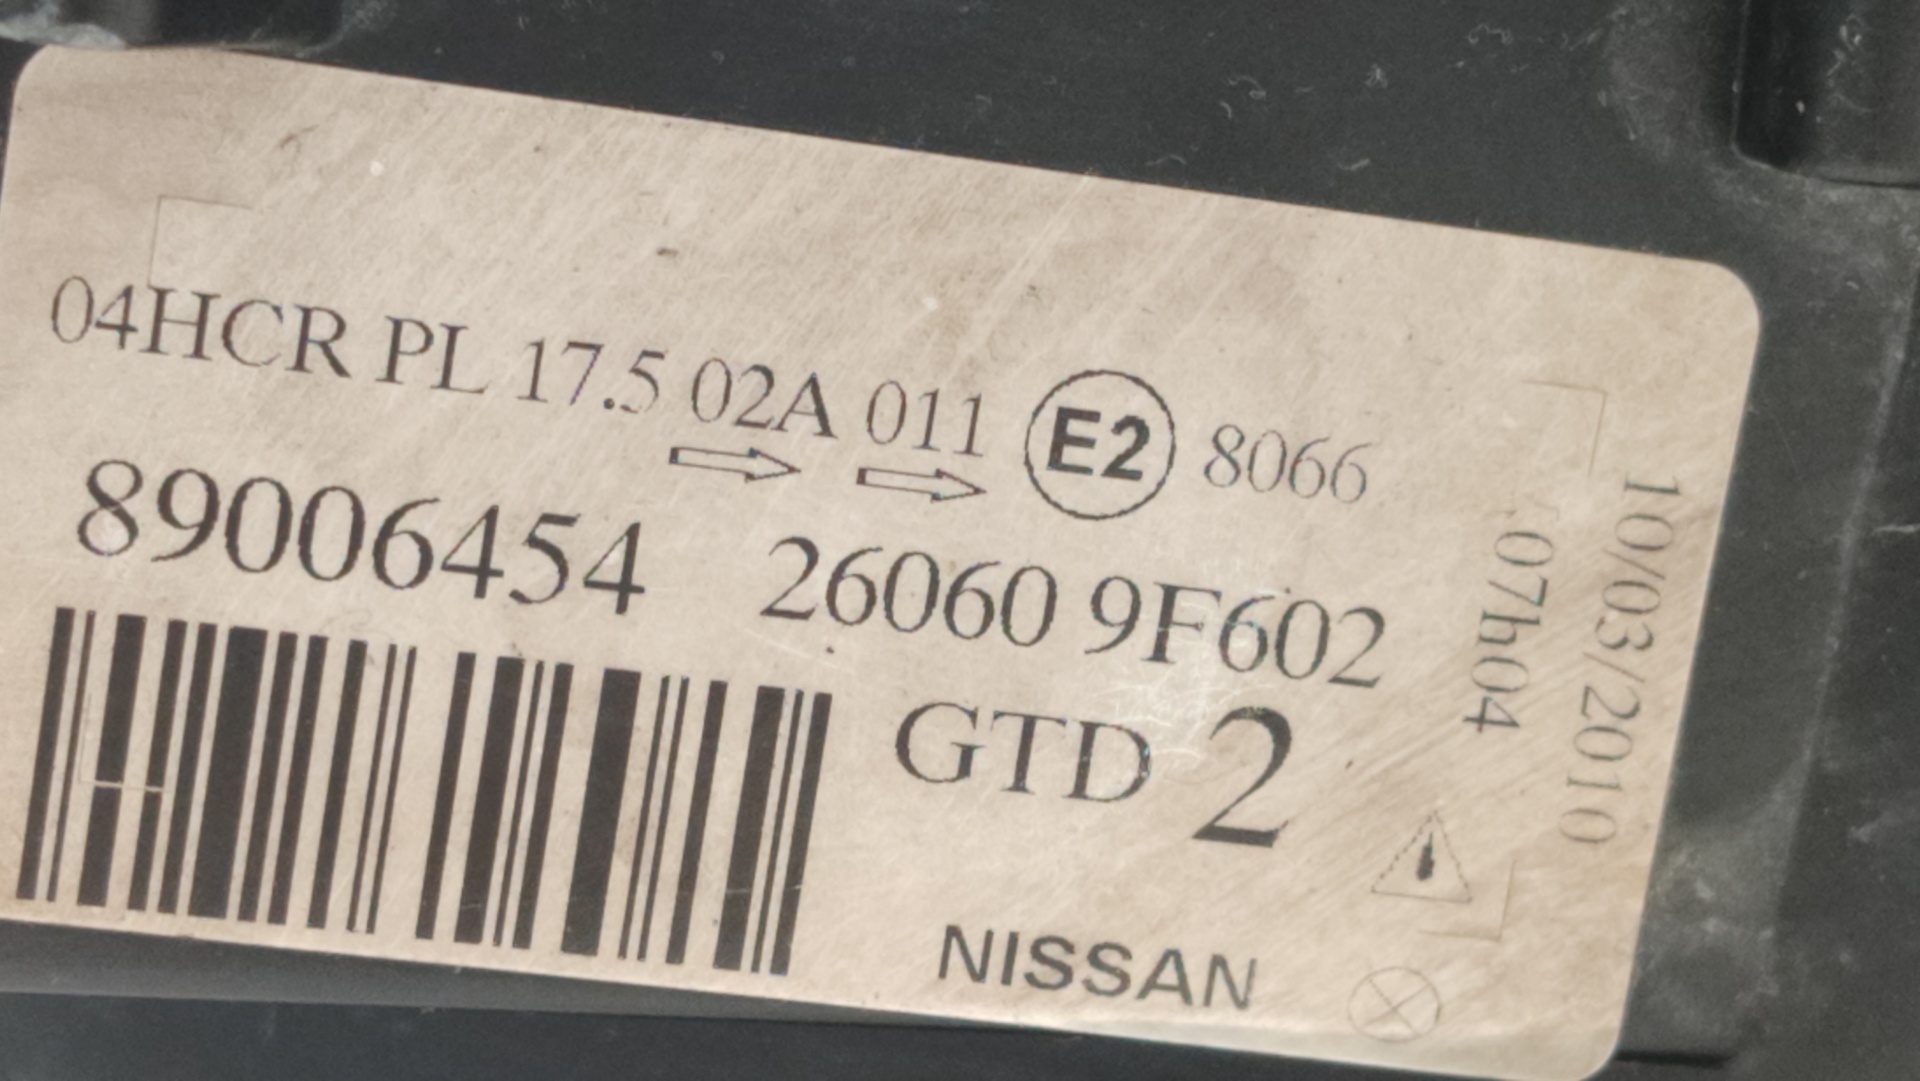 04HCR PL 17.5 02A 011 E2 8066
89006454 26060 9F602
GTD 2
NISSAN
07h04
10/03/2010